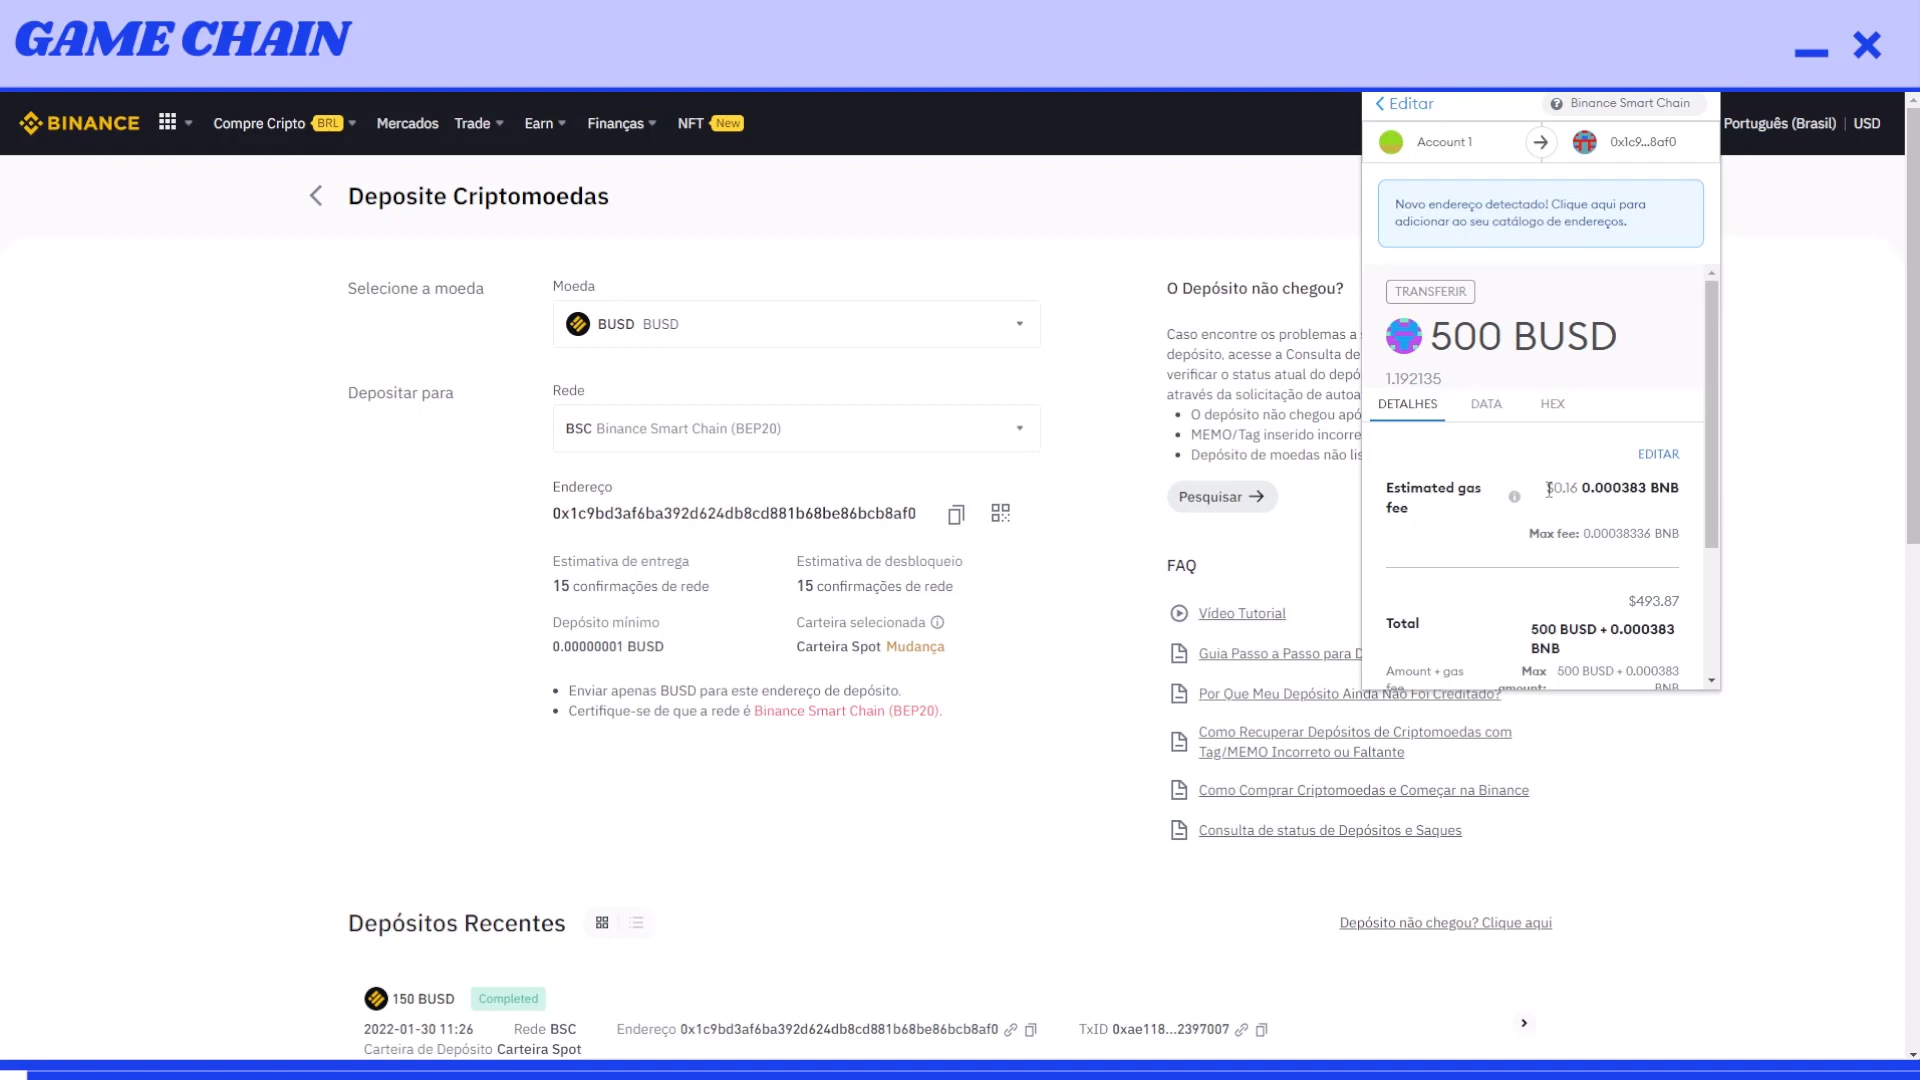 GAME CHAIN
BINANCE
Compre Cripto BRL
Mercados
Trade
Earn
Finanças
NFT New
Português (Brasil) | USD
Deposite Criptomoedas
Selecione a moeda
Moeda
BUSD BUSD
Depositar para
Rede
BSC Binance Smart Chain (BEP20)
Endereço
0x1c9bd3af6ba392d624db8cd881b68be86bcb8af0
Estimativa de entrega
15 confirmações de rede
Estimativa de desbloqueio
15 confirmações de rede
Depósito mínimo
0.00000001 BUSD
Carteira selecionada
Carteira Spot Mudança
Enviar apenas BUSD para este endereço de depósito.
Certifique-se de que a rede é Binance Smart Chain (BEP20).
O Depósito não chegou?
Caso encontre os problemas a
depósito, acesse a Consulta de
verificar o status atual do depó
através da solicitação de autoa
O depósito não chegou apó
MEMO/Tag inserido incorre
Depósito de moedas não lis
Pesquisar
FAQ
Vídeo Tutorial
Guia Passo a Passo para D
Por Que Meu Depósito Ainda Não Foi Creditado?
Como Recuperar Depósitos de Criptomoedas com
Tag/MEMO Incorreto ou Faltante
Como Comprar Criptomoedas e Começar na Binance
Consulta de status de Depósitos e Saques
Editar
Binance Smart Chain
Account 1
0x1c9...8af0
Novo endereço detectado! Clique aqui para
adicionar ao seu catálogo de endereços.
TRANSFERIR
500 BUSD
1.192135
DETALHES DATA HEX
EDITAR
Estimated gas
fee
$0.16 0.000383 BNB
Max fee: 0.00038336 BNB
$493.87
Total
500 BUSD + 0.000383
BNB
Amount + gas
fee
Max
amount:
500 BUSD + 0.000383
BNB
Depósitos Recentes
Depósito não chegou? Clique aqui
150 BUSD Completed
2022-01-30 11:26
Rede BSC
Endereço 0x1c9bd3af6ba392d624db8cd881b68be86bcb8af0
TxID 0xae118...2397007
Carteira de Depósito Carteira Spot